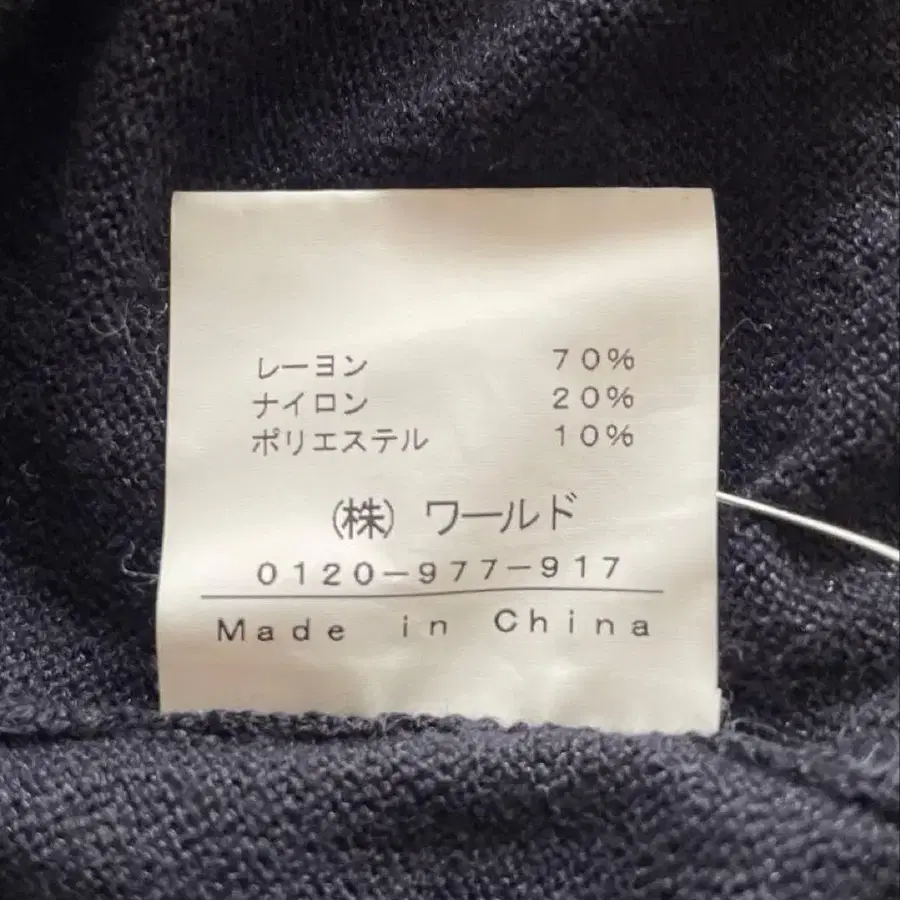 レーヨン 70%
ナイロン 20%
ポリエステル 10%
(株) ワールド
0120-977-917
Made in China